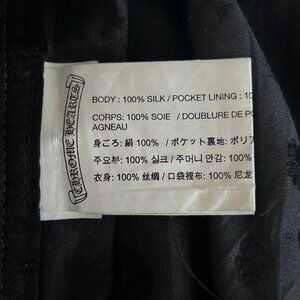 CHROME HEARTS
BODY : 100% SILK / POCKET LINING : 10
CORPS: 100% SOIE / DOUBLURE DE PO
AGNEAU
身ごろ: 絹 100% / ポケット裏地: ポリア
주요부: 100% 실크 / 주머니 안감: 100%
衣身: 100% 丝绸 / 口袋裡布: 100% 尼龙